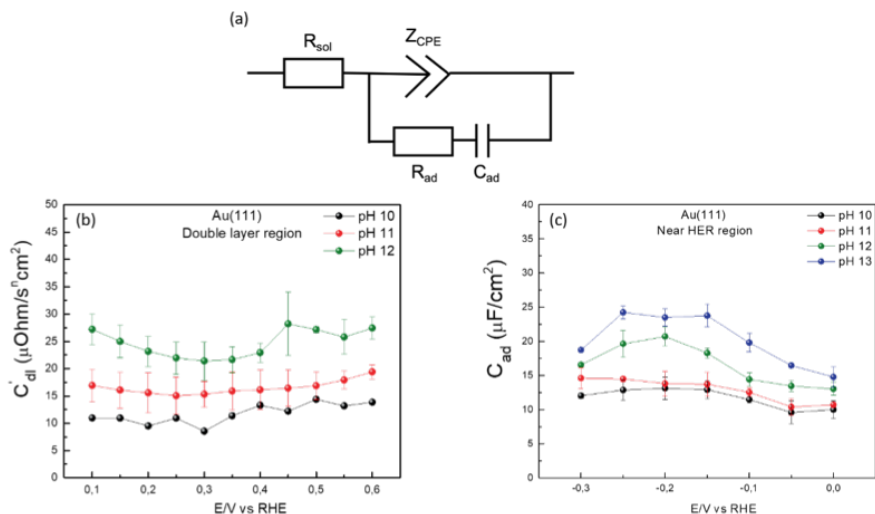 (a)
R_sol
Z_CPE
R_ad
C_ad
(b)
Au(111)
Double layer region
pH 10
pH 11
pH 12
C'_dl (μOhm/s^n cm^2)
50
45
40
35
30
25
20
15
10
5
0
0,1
0,2
0,3
0,4
0,5
0,6
E/V vs RHE
(c)
Au(111)
Near HER region
pH 10
pH 11
pH 12
pH 13
C_ad (μF/cm^2)
40
35
30
25
20
15
10
5
0
-0,3
-0,2
-0,1
0,0
E/V vs RHE